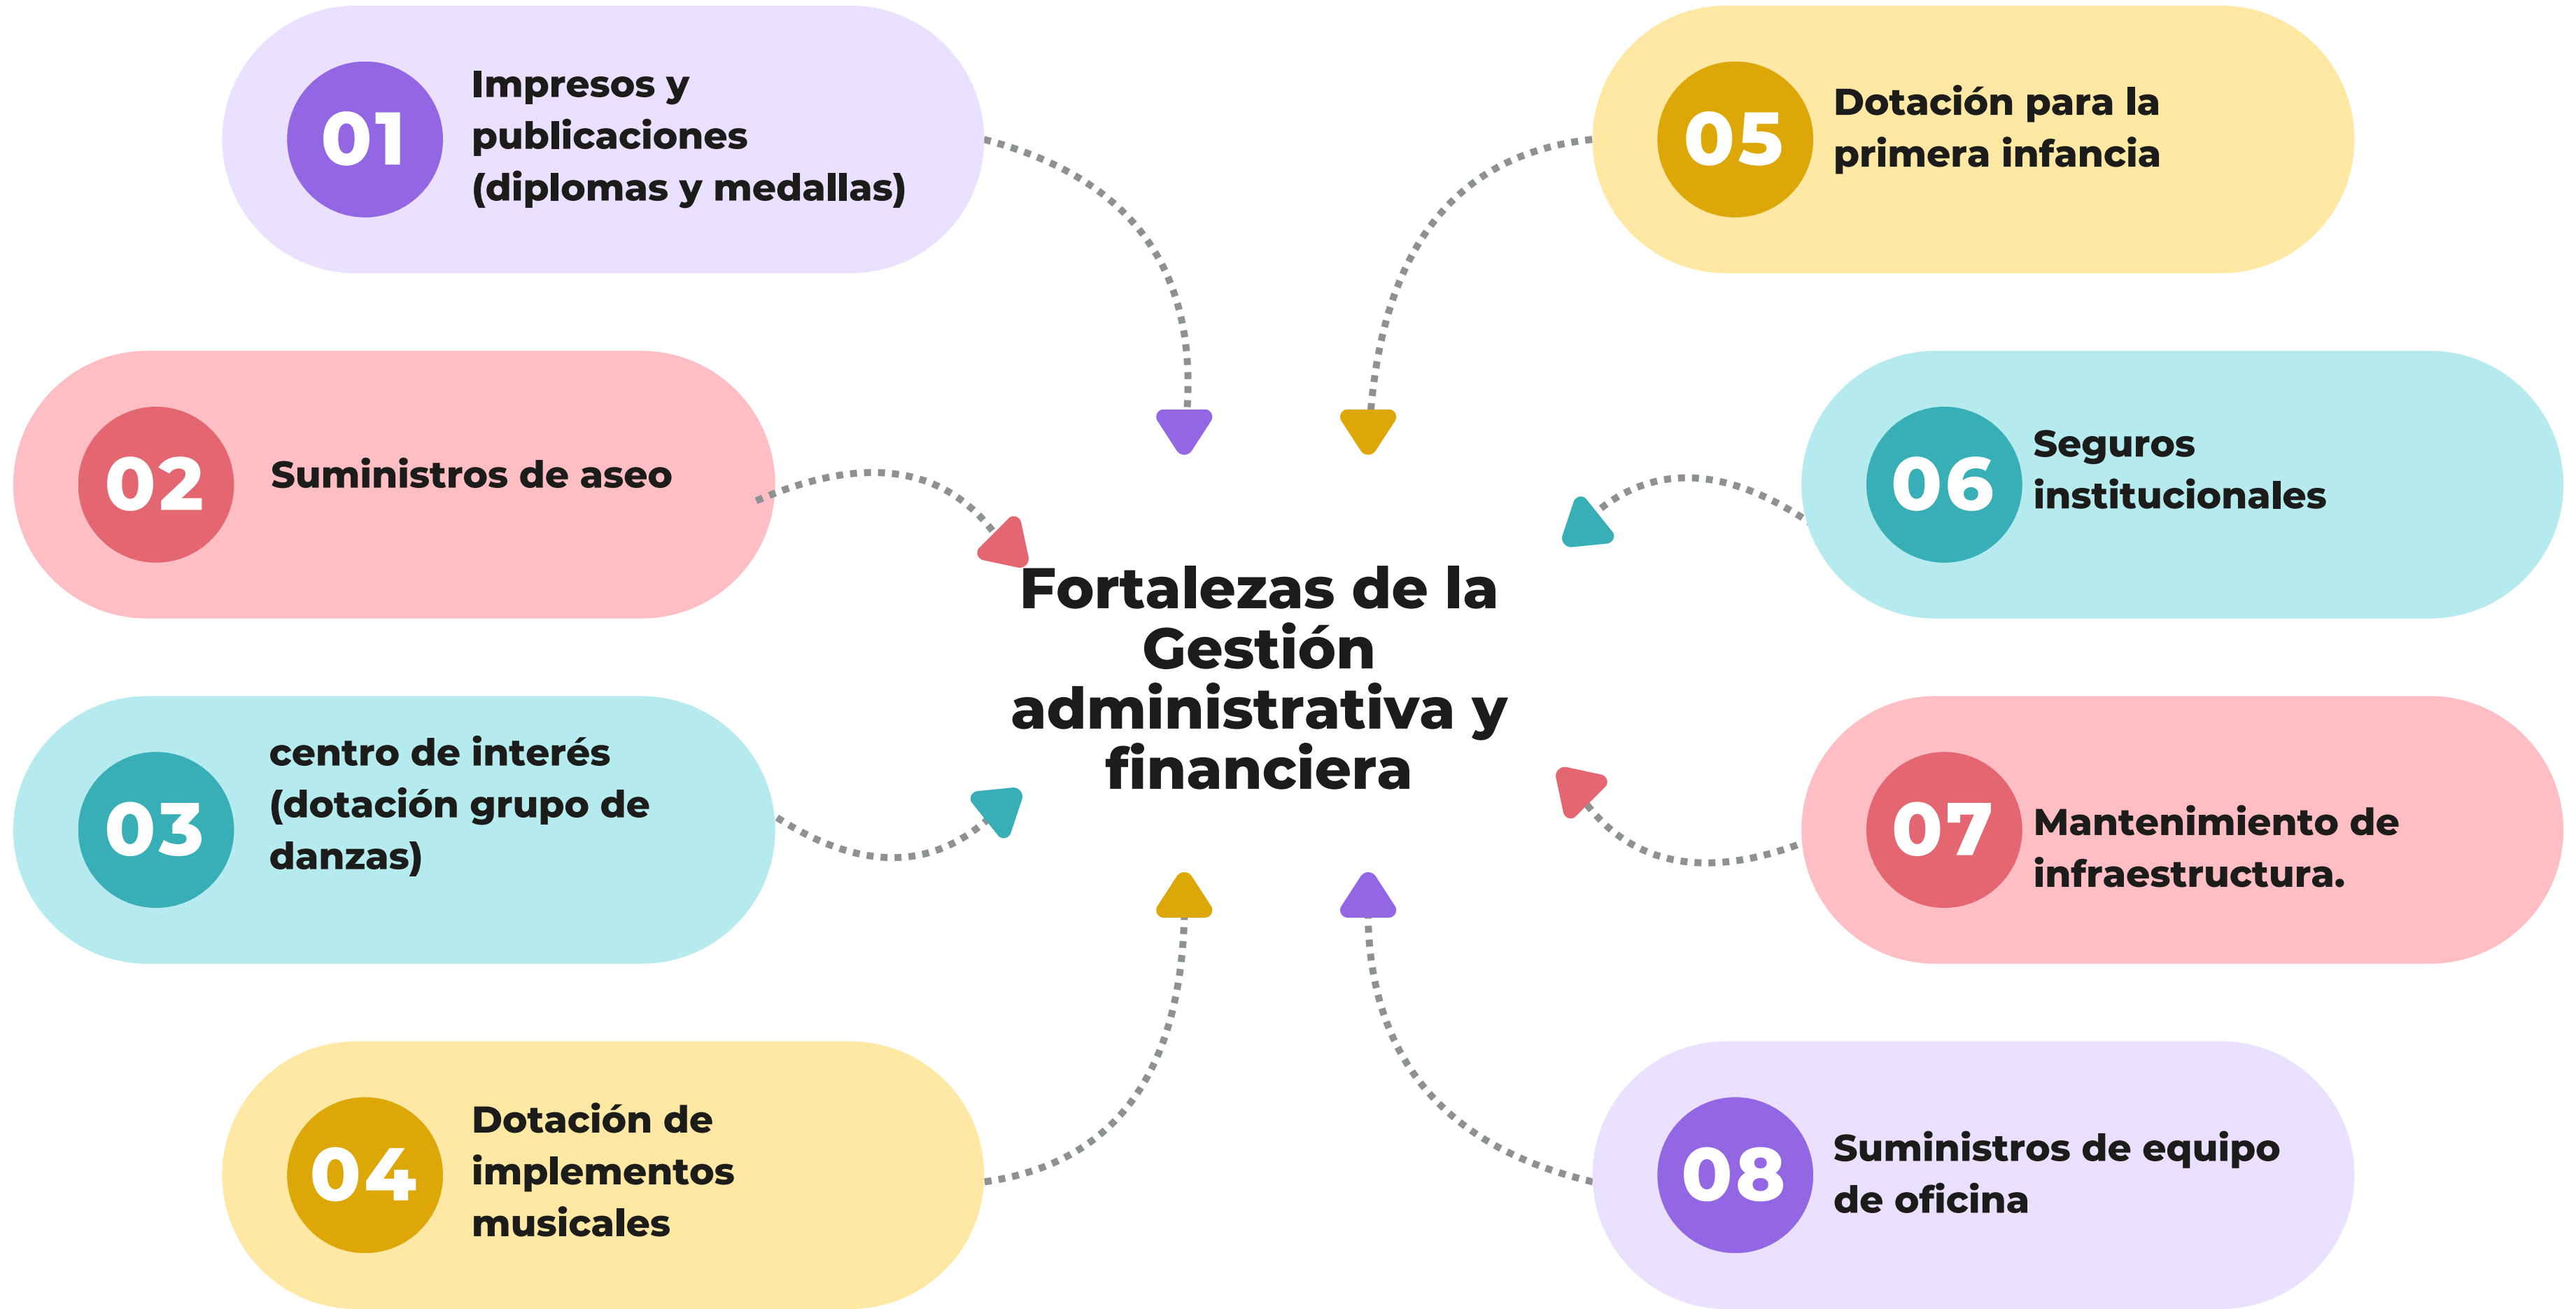 01
Impresos y
publicaciones
(diplomas y medallas)
02
Suministros de aseo
03
centro de interés
(dotación grupo de
danzas)
04
Dotación de
implementos
musicales
Fortalezas de la
Gestión
administrativa y
financiera
05
Dotación para la
primera infancia
06
Seguros
institucionales
07
Mantenimiento de
infraestructura.
08
Suministros de equipo
de oficina